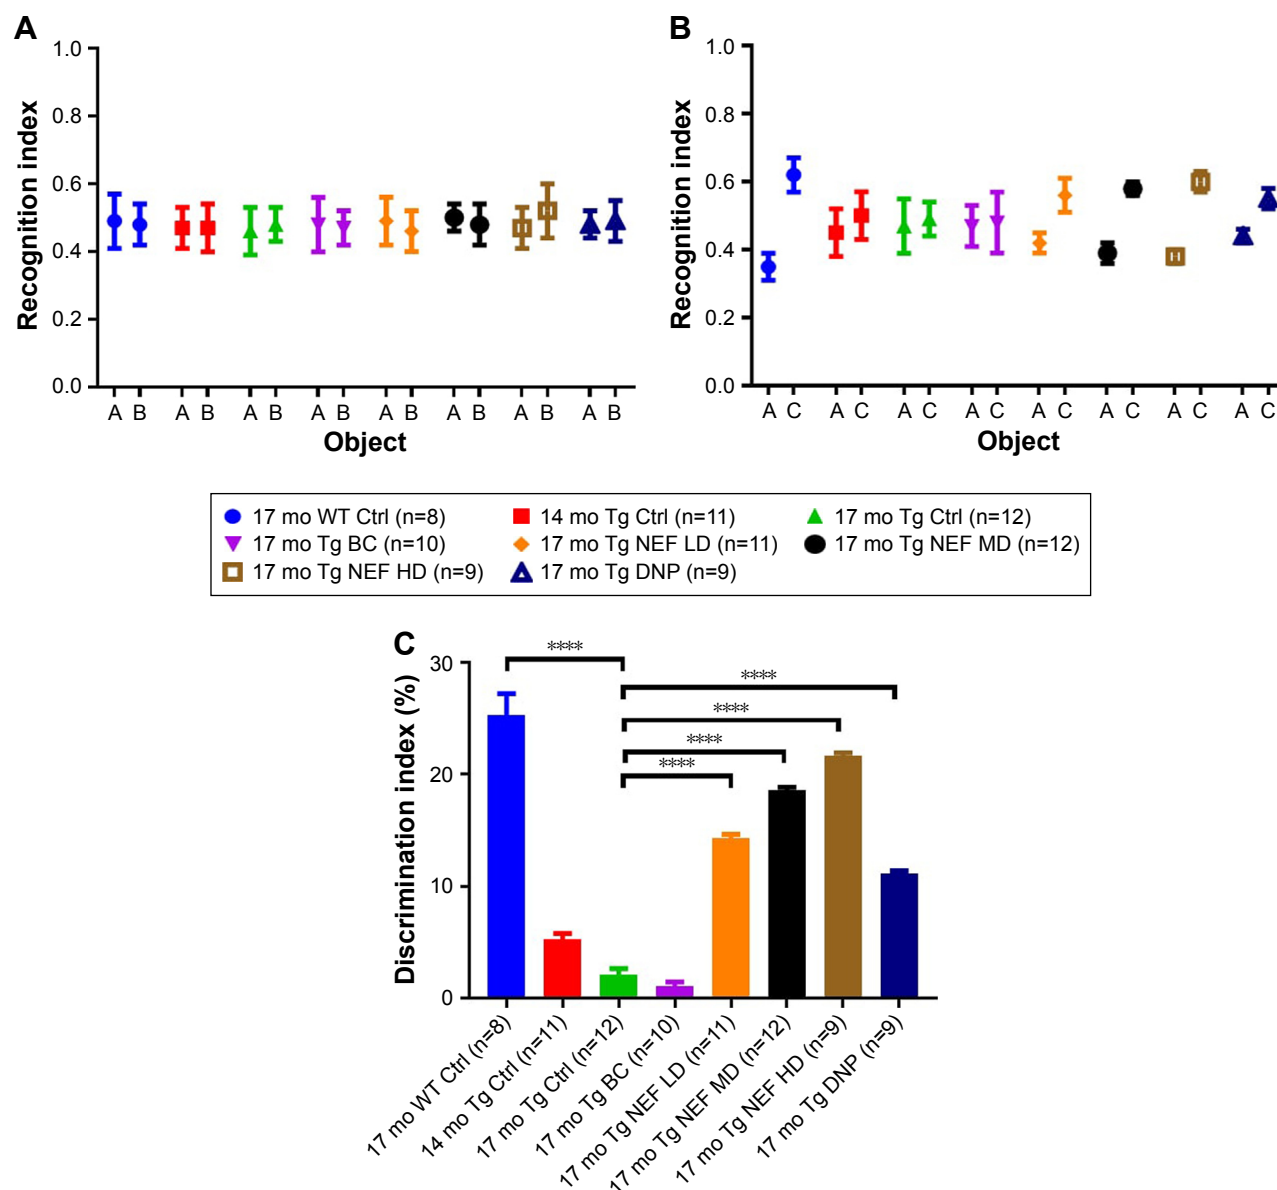 A
Recognition index
1.0
0.8
0.6
0.4
0.2
0.0
A B A B A B A B A B A B A B A B
Object
B
Recognition index
1.0
0.8
0.6
0.4
0.2
0.0
A C A C A C A C A C A C A C A C
Object
17 mo WT Ctrl (n=8) 14 mo Tg Ctrl (n=11) 17 mo Tg Ctrl (n=12)
17 mo Tg BC (n=10) 17 mo Tg NEF LD (n=11) 17 mo Tg NEF MD (n=12)
17 mo Tg NEF HD (n=9) 17 mo Tg DNP (n=9)
C
Discrimination index (%)
30
20
10
0
****
****
****
****
****
17 mo WT Ctrl (n=8)
14 mo Tg Ctrl (n=11)
17 mo Tg Ctrl (n=12)
17 mo Tg BC (n=10)
17 mo Tg NEF LD (n=11)
17 mo Tg NEF MD (n=12)
17 mo Tg NEF HD (n=9)
17 mo Tg DNP (n=9)